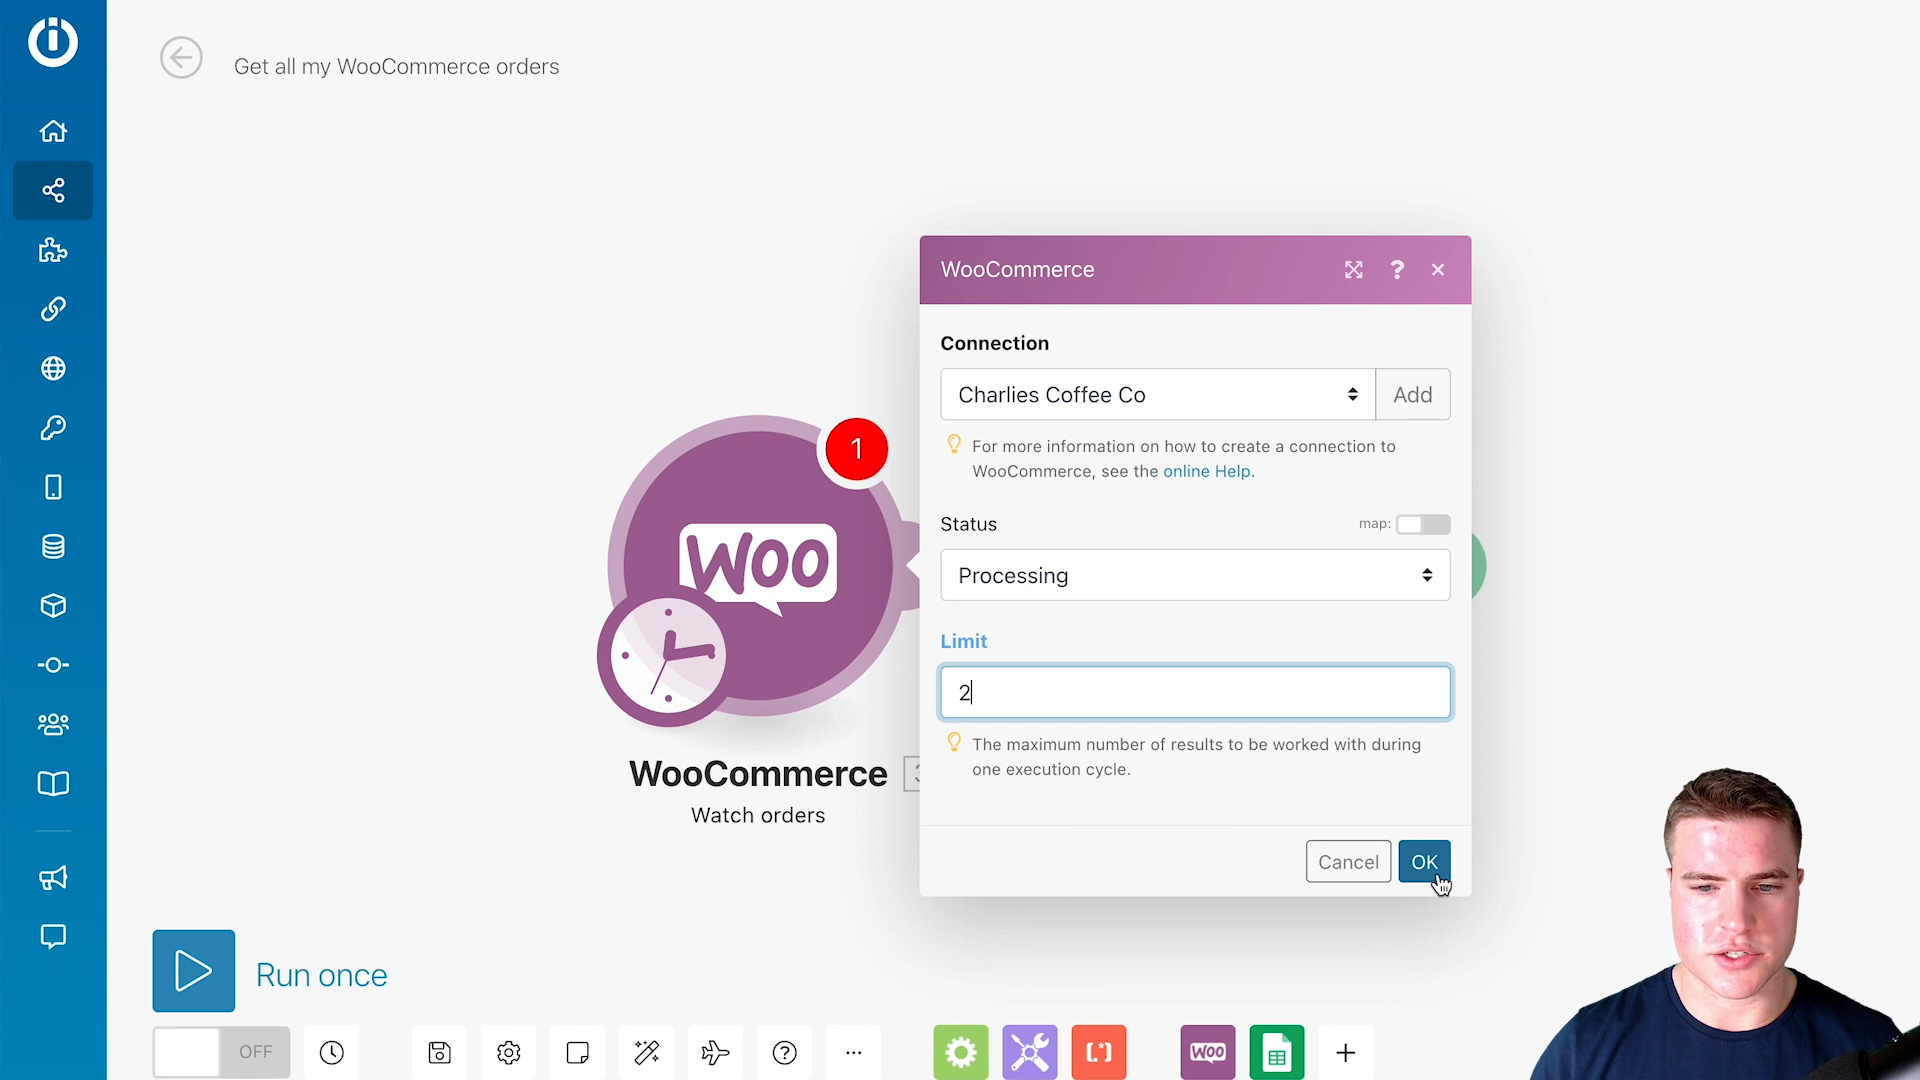 Get all my WooCommerce orders
WooCommerce
?
Connection
Charlies Coffee Co
Add
For more information on how to create a connection to
WooCommerce, see the online Help.
Status
map:
Processing
Limit
2
The maximum number of results to be worked with during
one execution cycle.
Cancel
OK
1
WOO
WooCommerce
Watch orders
Run once
OFF
?
...
[.*]
WOO
+